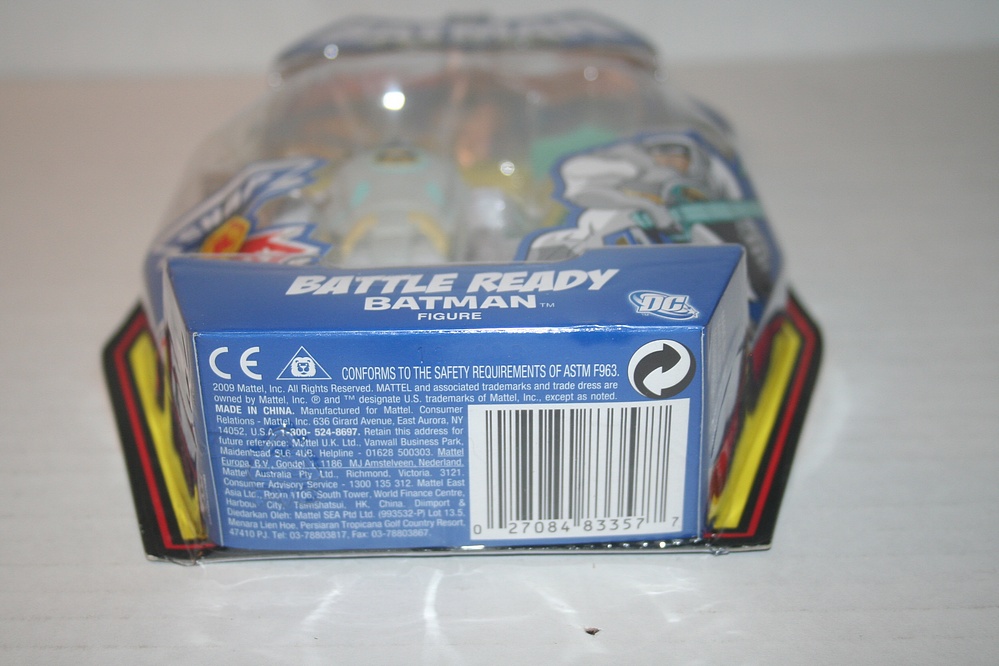 BATTLE READY
BATMAN™
FIGURE
DC
CE
CONFORMS TO THE SAFETY REQUIREMENTS OF ASTM F963.
2009 Mattel, Inc. All Rights Reserved. MATTEL and associated trademarks and trade dress are
owned by Mattel, Inc. ® and ™ designate U.S. trademarks of Mattel, Inc., except as noted.
MADE IN CHINA. Manufactured for Mattel. Consumer
Relations - Mattel, Inc. 636 Girard Avenue, East Aurora, NY
14052, U.S.A. 1-300- 524-8697. Retain this address for
future reference: Mattel U.K. Ltd., Vanwall Business Park,
Maidenhead SL6 4UB. Helpline - 01628 500303. Mattel
Europa, B.V., Gondel 1, 1186 MJ Amstelveen, Nederland.
Mattel Australia Pty. Ltd., Richmond, Victoria. 3121.
Consumer Advisory Service - 1300 135 312. Mattel East
Asia Ltd., Room 1106, South Tower, World Finance Centre,
Harbour City, Tsimshatsui, HK, China. Diimport &
Diedarkan Oleh: Mattel SEA Ptd Ltd. (993532-P) Lot 13.5,
Menara Lien Hoe, Persiaran Tropicana Golf Country Resort,
47410 PJ. Tel: 03-78803817, Fax: 03-78803867.
0 27084 83357 7